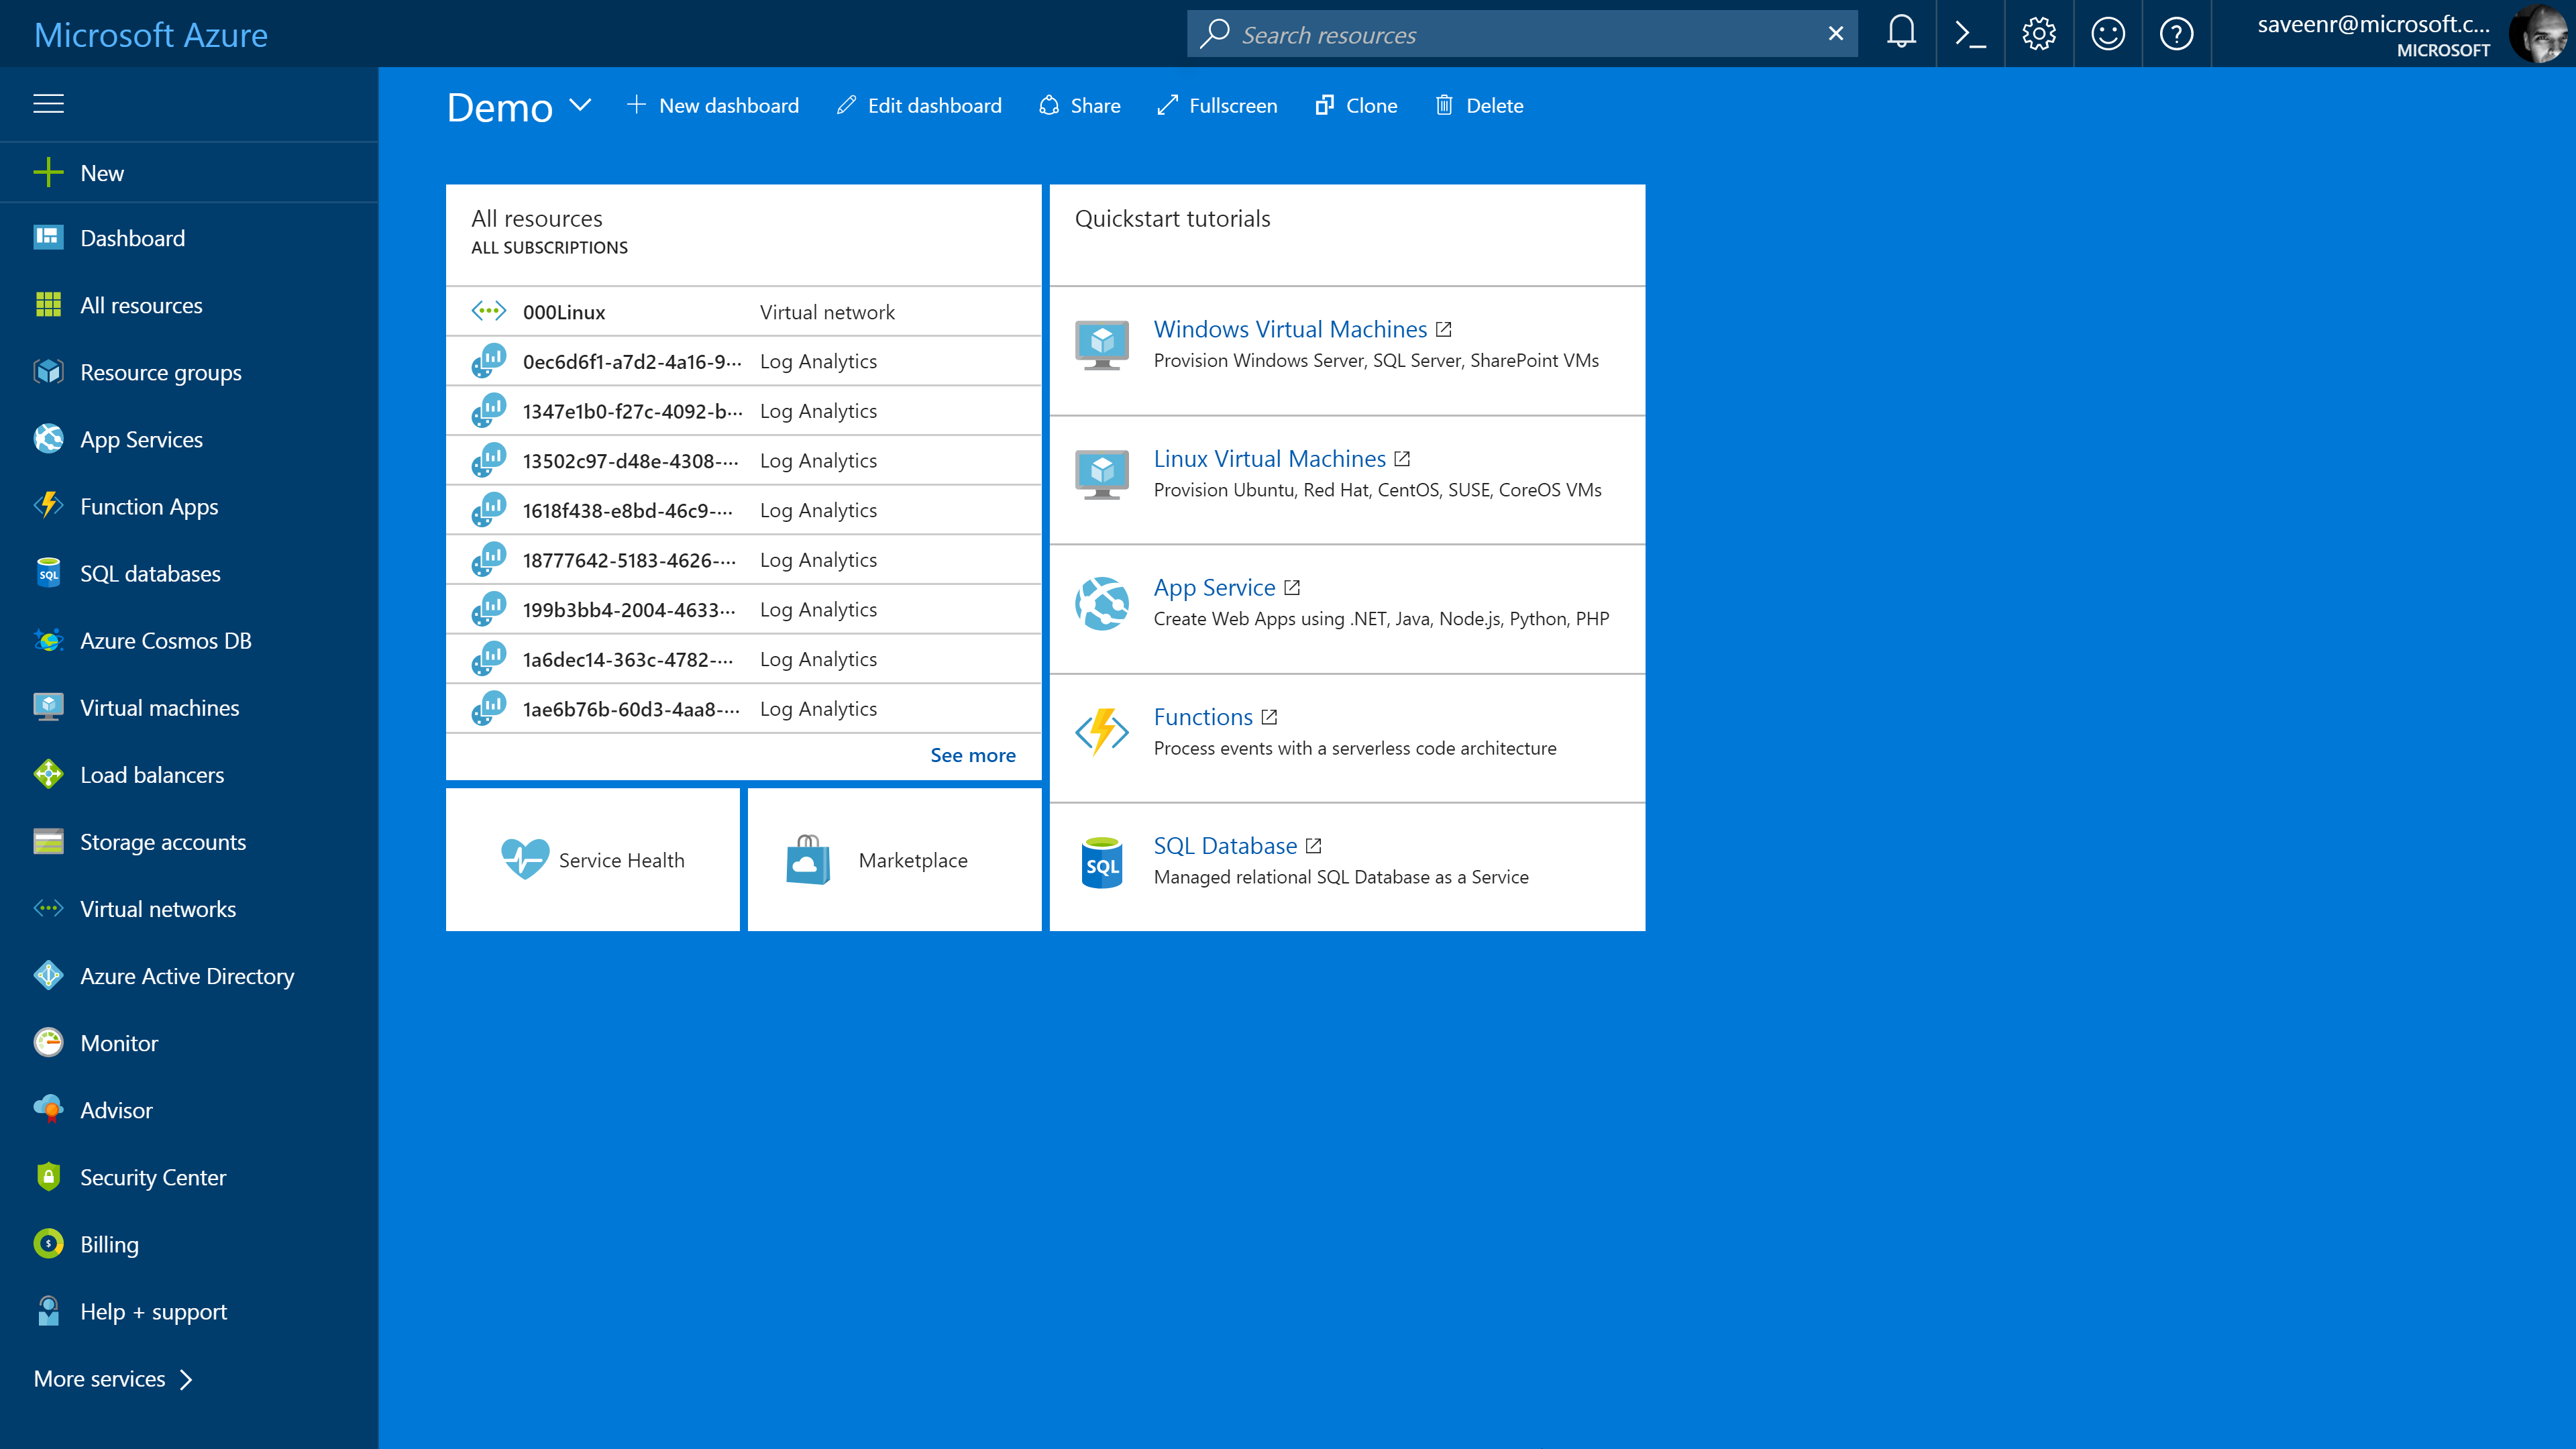 Microsoft Azure
Search resources
saveenr@microsoft.c...
MICROSOFT
Demo
New dashboard
Edit dashboard
Share
Fullscreen
Clone
Delete
New
Dashboard
All resources
Resource groups
App Services
Function Apps
SQL databases
Azure Cosmos DB
Virtual machines
Load balancers
Storage accounts
Virtual networks
Azure Active Directory
Monitor
Advisor
Security Center
Billing
Help + support
More services
All resources
ALL SUBSCRIPTIONS
000Linux Virtual network
0ec6d6f1-a7d2-4a16-9··· Log Analytics
1347e1b0-f27c-4092-b··· Log Analytics
13502c97-d48e-4308-··· Log Analytics
1618f438-e8bd-46c9-··· Log Analytics
18777642-5183-4626-··· Log Analytics
199b3bb4-2004-4633··· Log Analytics
1a6dec14-363c-4782-··· Log Analytics
1ae6b76b-60d3-4aa8-··· Log Analytics
See more
Service Health
Marketplace
Quickstart tutorials
Windows Virtual Machines
Provision Windows Server, SQL Server, SharePoint VMs
Linux Virtual Machines
Provision Ubuntu, Red Hat, CentOS, SUSE, CoreOS VMs
App Service
Create Web Apps using .NET, Java, Node.js, Python, PHP
Functions
Process events with a serverless code architecture
SQL
SQL Database
Managed relational SQL Database as a Service